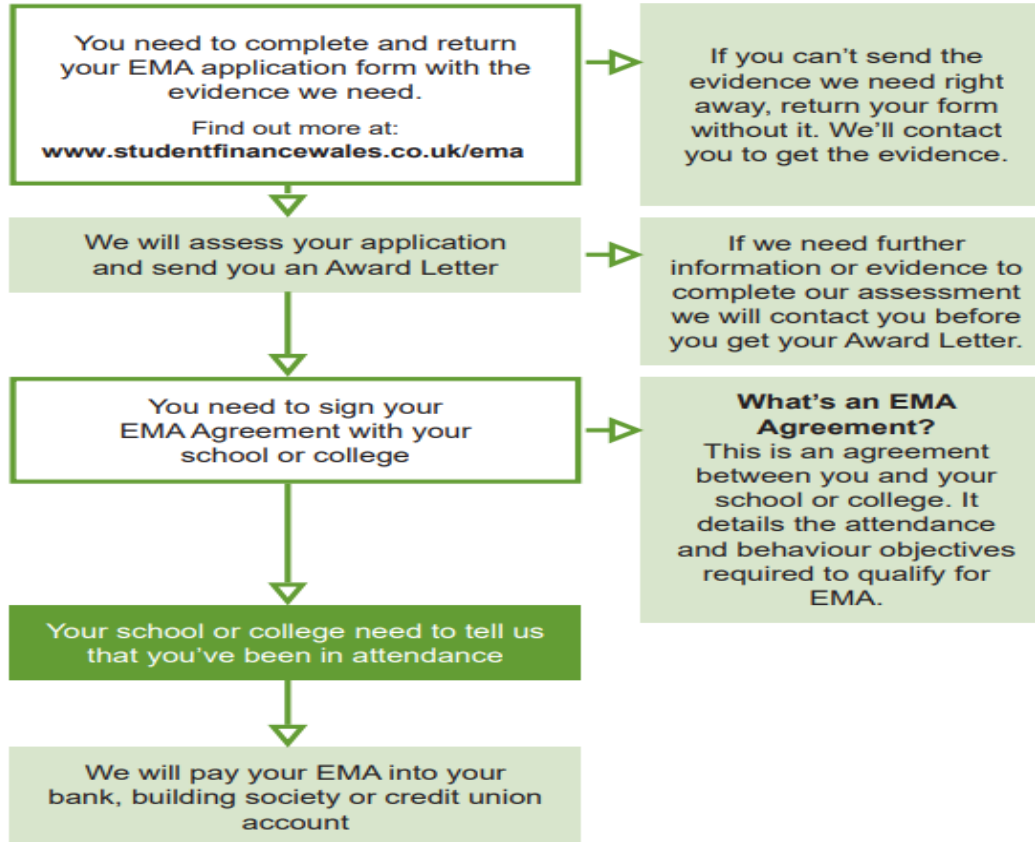 You need to complete and return
your EMA application form with the
evidence we need.
Find out more at:
www.studentfinancewales.co.uk/ema
If you can't send the
evidence we need right
away, return your form
without it. We'll contact
you to get the evidence.
We will assess your application
and send you an Award Letter
If we need further
information or evidence to
complete our assessment
we will contact you before
you get your Award Letter.
You need to sign your
EMA Agreement with your
school or college
What's an EMA
Agreement?
This is an agreement
between you and your
school or college. It
details the attendance
and behaviour objectives
required to qualify for
EMA.
Your school or college need to tell us
that you've been in attendance
We will pay your EMA into your
bank, building society or credit union
account